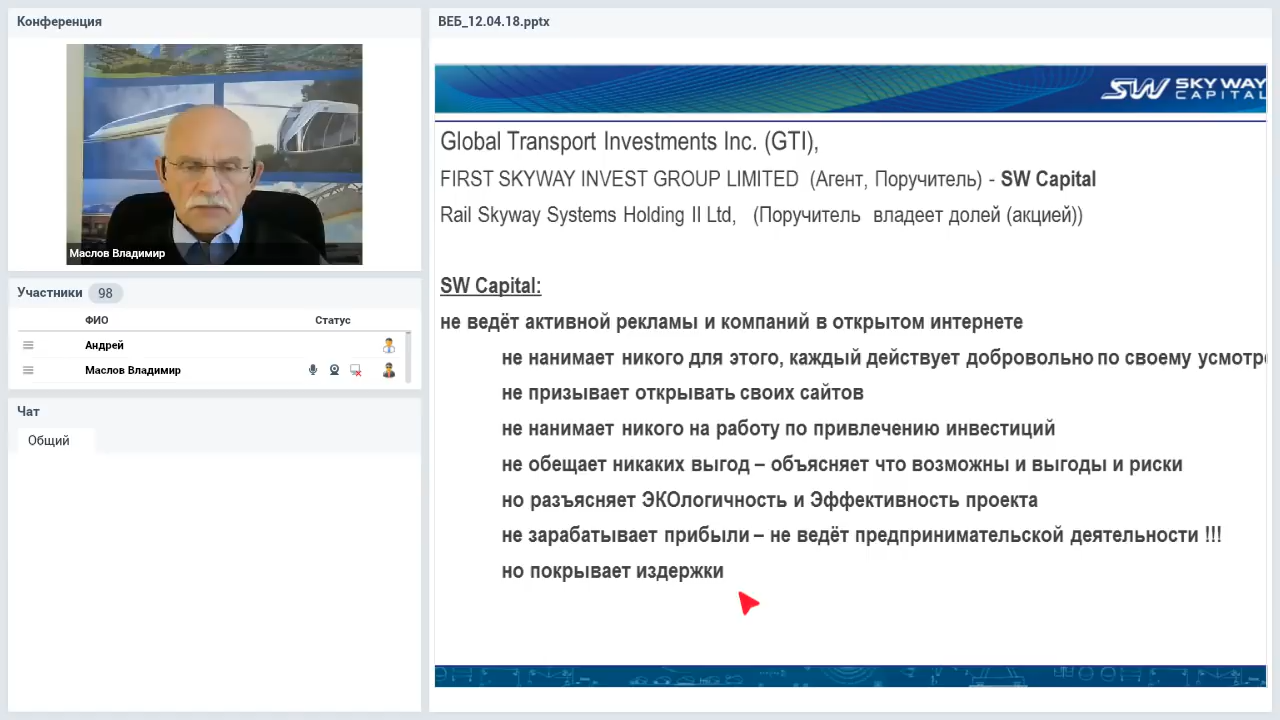 Конференция
Маслов Владимир
Участники 98
ФИО Статус
Андрей
Маслов Владимир
Чат
Общий
ВЕБ_12.04.18.pptx
SW SKY WAY
CAPITAL
Global Transport Investments Inc. (GTI),
FIRST SKYWAY INVEST GROUP LIMITED (Агент, Поручитель) - SW Capital
Rail Skyway Systems Holding II Ltd, (Поручитель владеет долей (акцией))
SW Capital:
не ведёт активной рекламы и компаний в открытом интернете
не нанимает никого для этого, каждый действует добровольно по своему усмотре
не призывает открывать своих сайтов
не нанимает никого на работу по привлечению инвестиций
не обещает никаких выгод – объясняет что возможны и выгоды и риски
но разъясняет ЭКОлогичность и Эффективность проекта
не зарабатывает прибыли – не ведёт предпринимательской деятельности !!!
но покрывает издержки